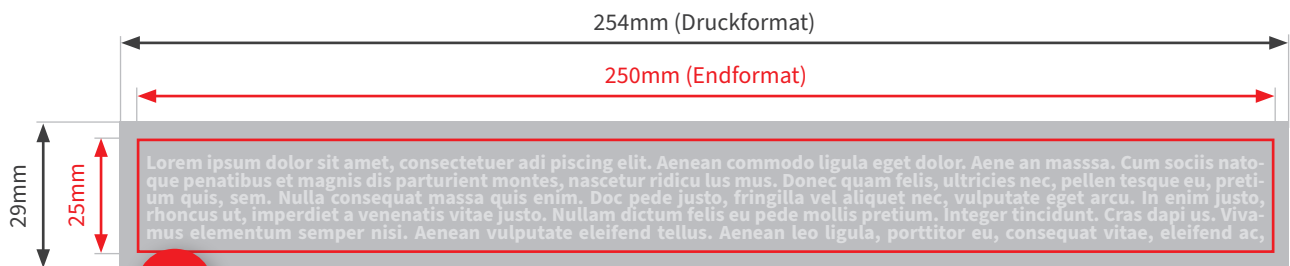 254mm (Druckformat)
250mm (Endformat)
29mm
25mm
Lorem ipsum dolor sit amet, consectetuer adi piscing elit. Aenean commodo ligula eget dolor. Aene an masssa. Cum sociis nato-
que penatibus et magnis dis parturient montes, nascetur ridicu lus mus. Donec quam felis, ultricies nec, pellen tesque eu, preti-
um quis, sem. Nulla consequat massa quis enim. Doc pede justo, fringilla vel aliquet nec, vulputate eget arcu. In enim justo,
rhoncus ut, imperdiet a venenatis vitae justo. Nullam dictum felis eu pede mollis pretium. Integer tincidunt. Cras dapi us. Viva-
mus elementum semper nisi. Aenean vulputate eleifend tellus. Aenean leo ligula, porttitor eu, consequat vitae, eleifend ac,